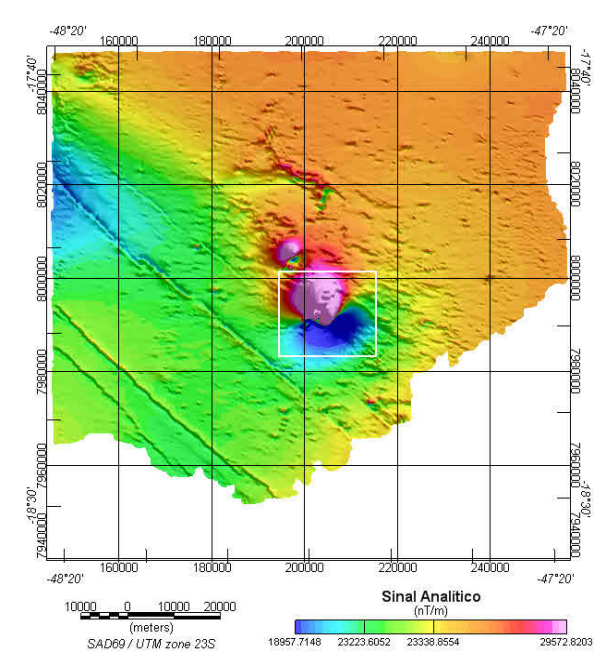 -48°20' -47°20'
160000 180000 200000 220000 240000
-17°40' -17°40'
8040000 8040000
8020000 8020000
8000000 8000000
7980000 7980000
7960000 7960000
-18°30' -18°30'
7940000 7940000
160000 180000 200000 220000 240000
-48°20' -47°20'
Sinal Analítico
(nT/m)
10000 0 10000 20000
(meters)
SAD69 / UTM zone 23S
18957.7148 23223.6052 23338.8554 29572.8203